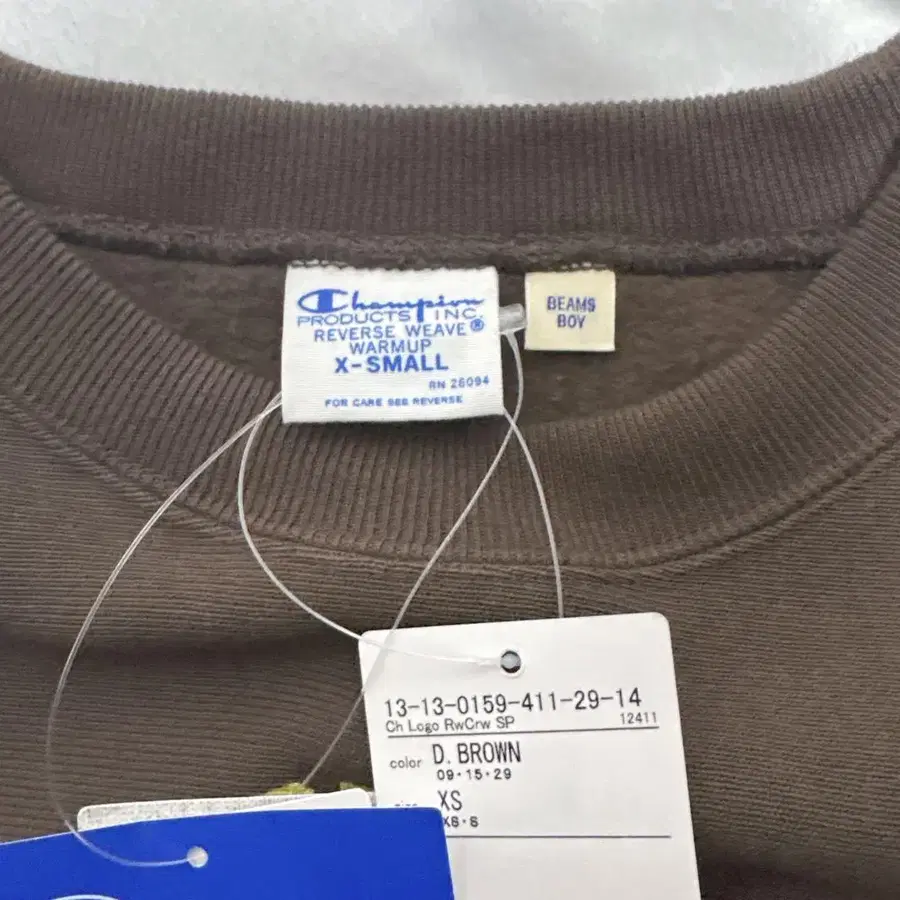 Champion
PRODUCTS INC.
REVERSE WEAVE®
WARMUP
X-SMALL
RN 26094
FOR CARE SEE REVERSE
BEAMS
BOY
13-13-0159-411-29-14
Ch Logo RwCrw SP 12411
color D. BROWN
09・15・29
size XS
XS・S